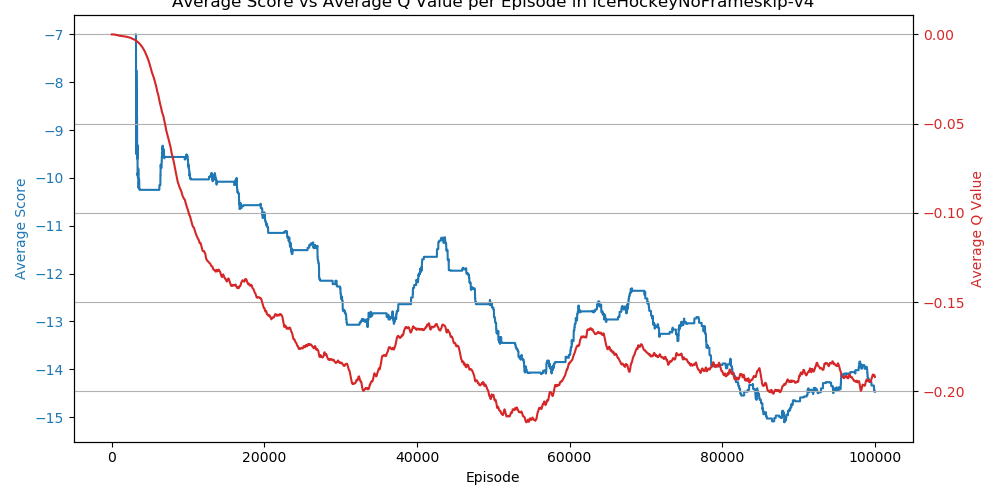 Average Score vs Average Q Value per Episode in IceHockeyNoFrameskip-v4
−7
−8
−9
−10
−11
−12
−13
−14
−15
Average Score
0.00
−0.05
−0.10
−0.15
−0.20
Average Q Value
0 20000 40000 60000 80000 100000
Episode